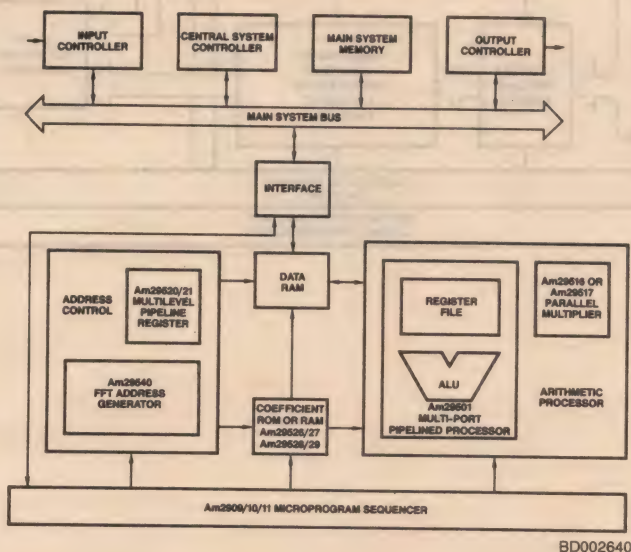 INPUT
CONTROLLER
CENTRAL SYSTEM
CONTROLLER
MAIN SYSTEM
MEMORY
OUTPUT
CONTROLLER
MAIN SYSTEM BUS
INTERFACE
DATA
RAM
ADDRESS
CONTROL
Am29520/21
MULTILEVEL
PIPELINE
REGISTER
Am29540
FFT ADDRESS
GENERATOR
COEFFICIENT
ROM OR RAM
Am29526/27
Am29528/29
REGISTER
FILE
ALU
Am29501
MULTI-PORT
PIPELINED PROCESSOR
Am29516 OR
Am29517
PARALLEL
MULTIPLIER
ARITHMETIC
PROCESSOR
Am2909/10/11 MICROPROGRAM SEQUENCER
BD002640